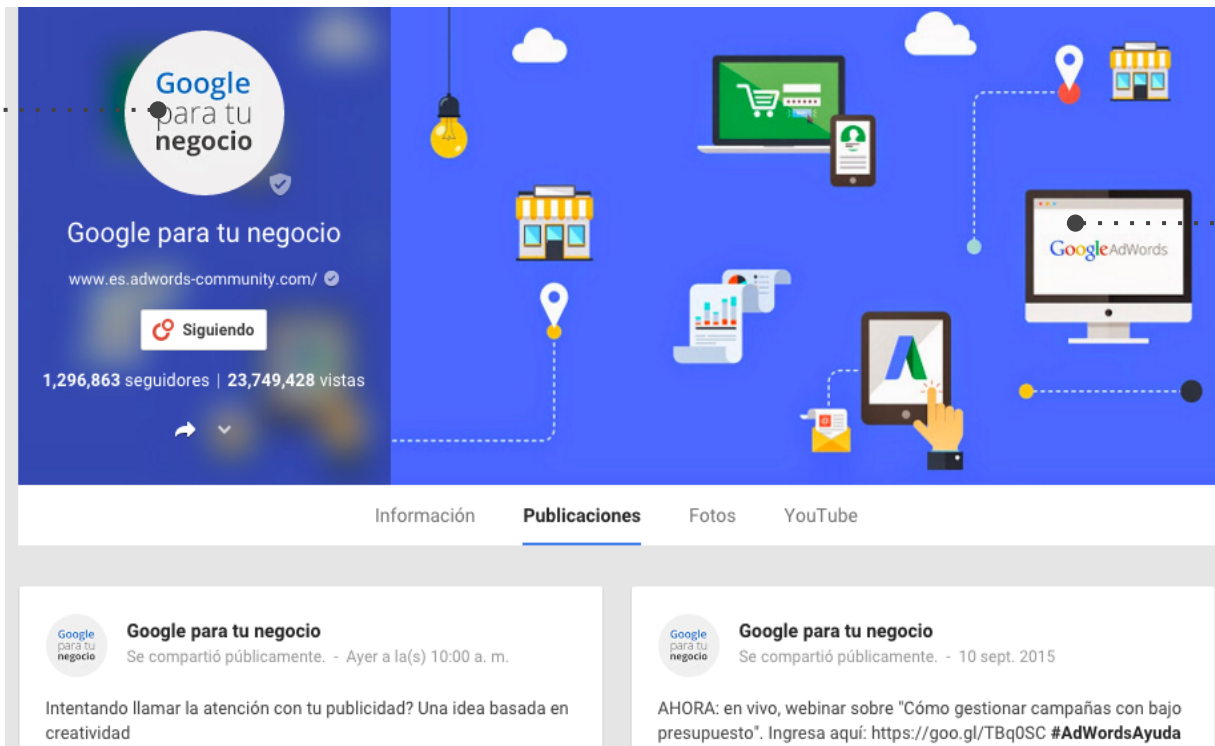 Google
para tu
negocio
Google para tu negocio
www.es.adwords-community.com/
Siguiendo
1,296,863 seguidores | 23,749,428 vistas
Google AdWords
Información Publicaciones Fotos YouTube
Google
para tu
negocio
Google para tu negocio
Se compartió públicamente. - Ayer a la(s) 10:00 a. m.
Intentando llamar la atención con tu publicidad? Una idea basada en
creatividad
Google
para tu
negocio
Google para tu negocio
Se compartió públicamente. - 10 sept. 2015
AHORA: en vivo, webinar sobre "Cómo gestionar campañas con bajo
presupuesto". Ingresa aquí: https://goo.gl/TBq0SC #AdWordsAyuda